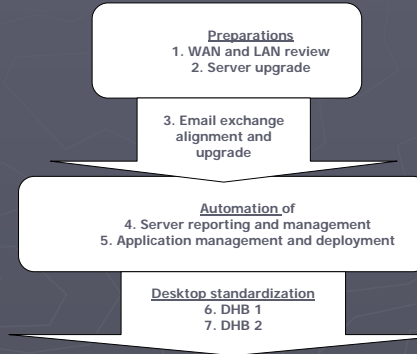 Preparations
1. WAN and LAN review
2. Server upgrade
3. Email exchange
alignment and
upgrade
Automation of
4. Server reporting and management
5. Application management and deployment
Desktop standardization
6. DHB 1
7. DHB 2